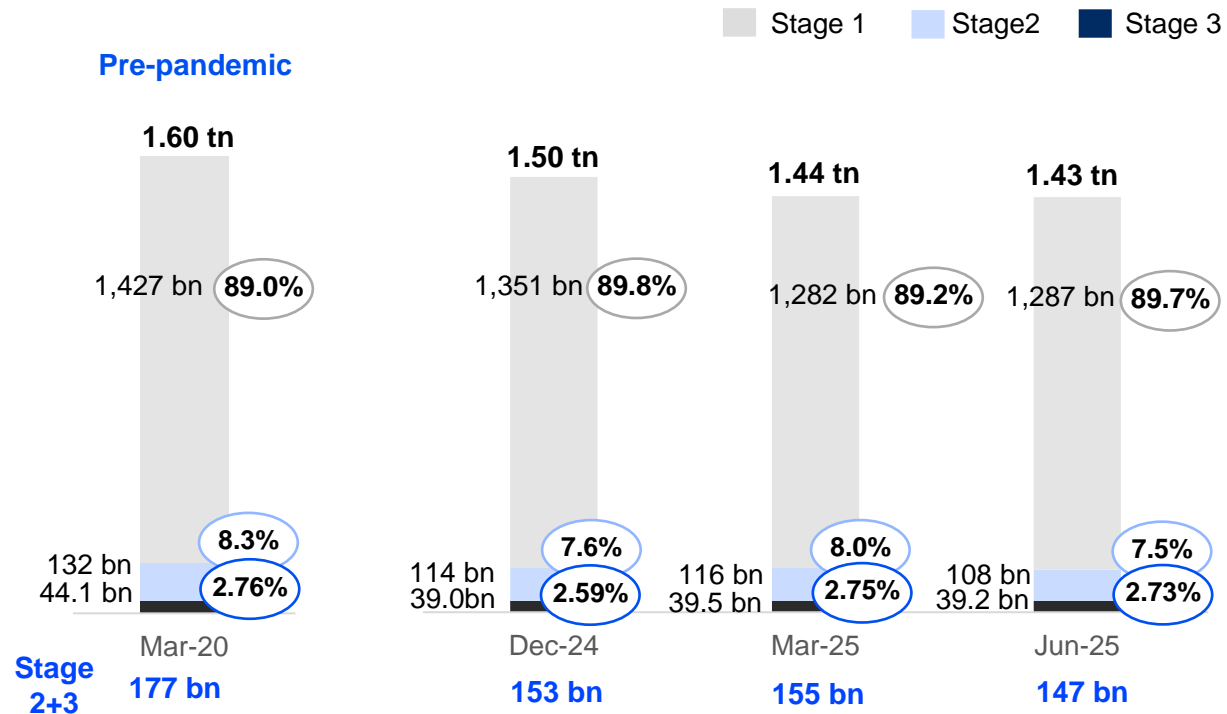 Stage 1
Stage2
Stage 3
Pre-pandemic
1.60 tn
1.50 tn
1.44 tn
1.43 tn
1,427 bn
89.0%
1,351 bn
89.8%
1,282 bn
89.2%
1,287 bn
89.7%
8.3%
7.6%
8.0%
7.5%
132 bn
114 bn
116 bn
108 bn
44.1 bn
2.76%
39.0bn
2.59%
39.5 bn
2.75%
39.2 bn
2.73%
Mar-20
Dec-24
Mar-25
Jun-25
Stage
2+3
177 bn
153 bn
155 bn
147 bn